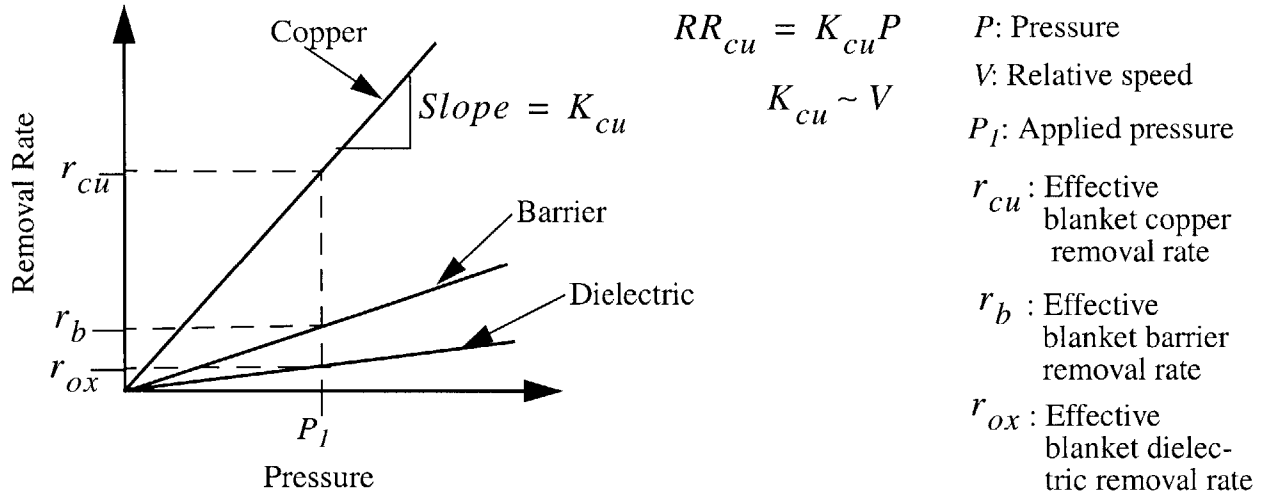 Copper
Slope = K_cu
Removal Rate
r_cu
Barrier
Dielectric
r_b
r_ox
P_1
Pressure
RR_cu = K_cu P
K_cu ~ V
P: Pressure
V: Relative speed
P_1: Applied pressure
r_cu : Effective
blanket copper
removal rate
r_b : Effective
blanket barrier
removal rate
r_ox : Effective
blanket dielec-
tric removal rate